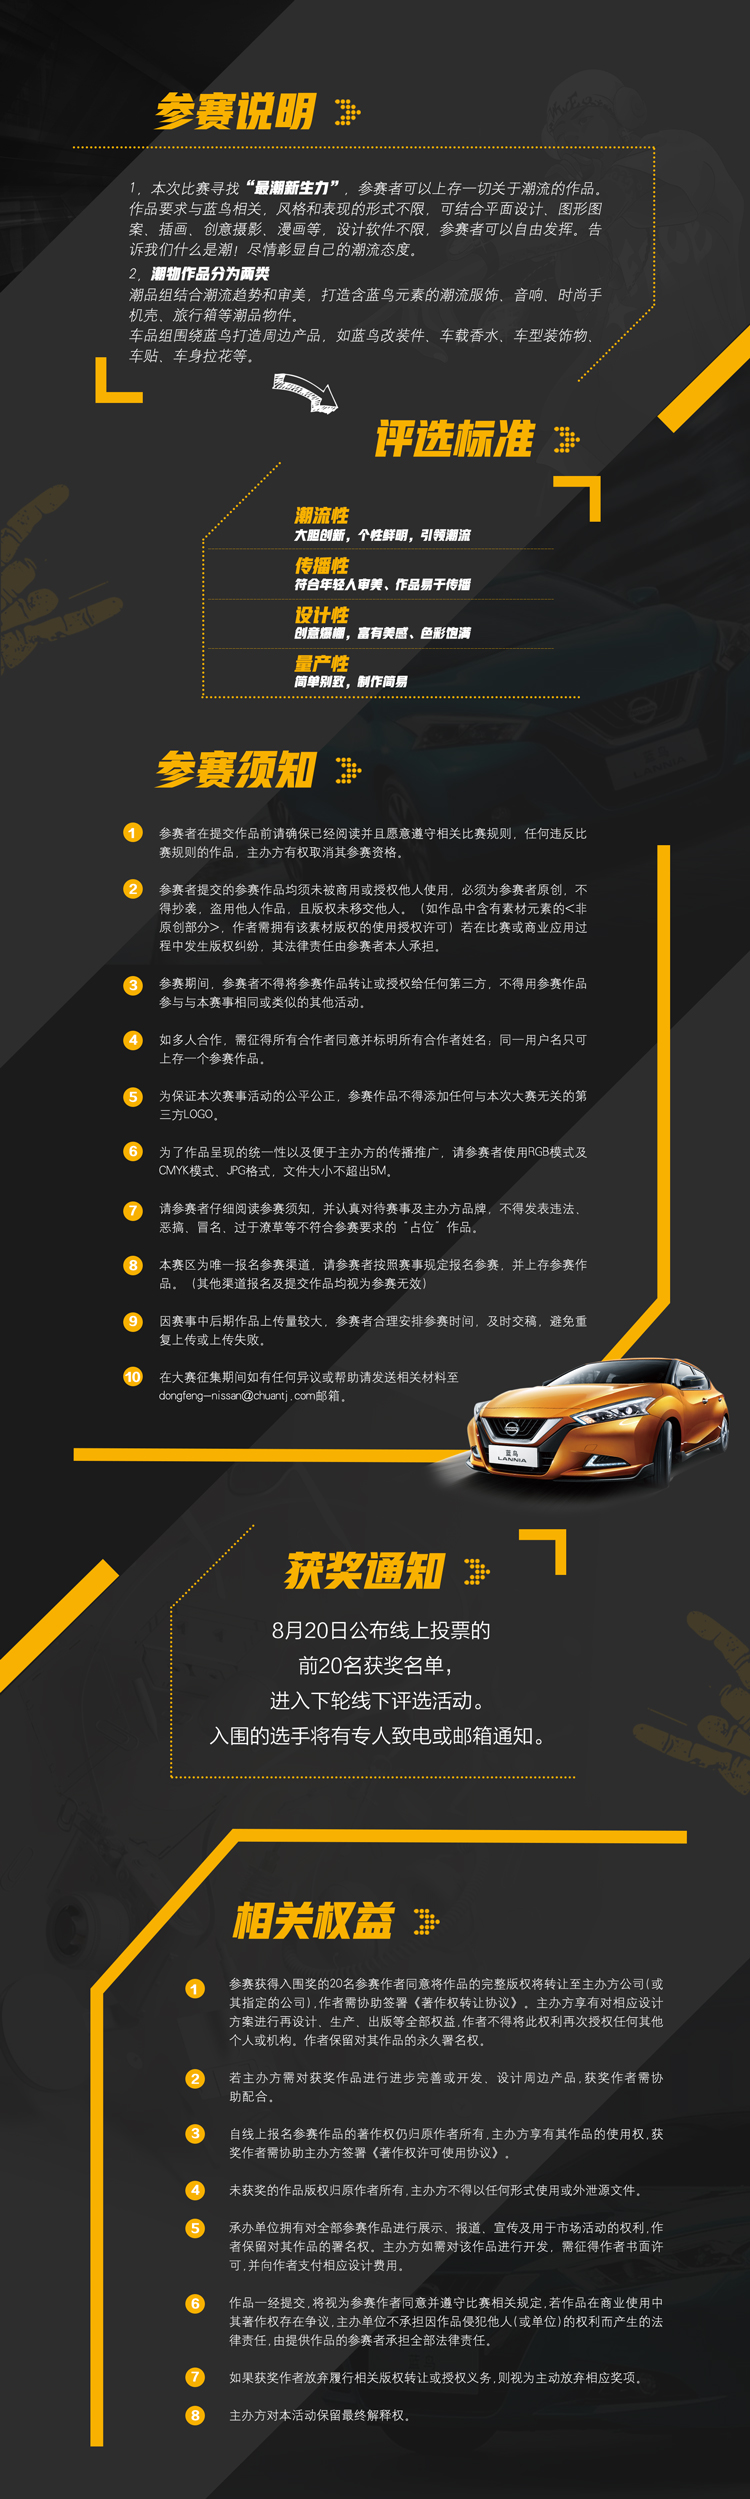 参赛说明
1，本次比赛寻找“最潮新生力”，参赛者可以上存一切关于潮流的作品。
作品要求与蓝鸟相关，风格和表现的形式不限，可结合平面设计、图形图
案、插画、创意摄影、漫画等，设计软件不限，参赛者可以自由发挥。告
诉我们什么是潮！尽情彰显自己的潮流态度。
2，潮物作品分为两类
潮品组结合潮流趋势和审美，打造含蓝鸟元素的潮流服饰、音响、时尚手
机壳、旅行箱等潮品物件。
车品组围绕蓝鸟打造周边产品，如蓝鸟改装件、车载香水、车型装饰物、
车贴、车身拉花等。
评选标准
潮流性
大胆创新，个性鲜明，引领潮流
传播性
符合年轻人审美、作品易于传播
设计性
创意爆棚，富有美感、色彩饱满
量产性
简单别致，制作简易
参赛须知
1 参赛者在提交作品前请确保已经阅读并且愿意遵守相关比赛规则，任何违反比
赛规则的作品，主办方有权取消其参赛资格。
2 参赛者提交的参赛作品均须未被商用或授权他人使用，必须为参赛者原创，不
得抄袭，盗用他人作品，且版权未移交他人。（如作品中含有素材元素的<非
原创部分>，作者需拥有该素材版权的使用授权许可）若在比赛或商业应用过
程中发生版权纠纷，其法律责任由参赛者本人承担。
3 参赛期间，参赛者不得将参赛作品转让或授权给任何第三方，不得用参赛作品
参与与本赛事相同或类似的其他活动。
4 如多人合作，需征得所有合作者同意并标明所有合作者姓名；同一用户名只可
上存一个参赛作品。
5 为保证本次赛事活动的公平公正，参赛作品不得添加任何与本次大赛无关的第
三方LOGO。
6 为了作品呈现的统一性以及便于主办方的传播推广，请参赛者使用RGB模式及
CMYK模式、JPG格式，文件大小不超出5M。
7 请参赛者仔细阅读参赛须知，并认真对待赛事及主办方品牌，不得发表违法、
恶搞、冒名、过于潦草等不符合参赛要求的“占位”作品。
8 本赛区为唯一报名参赛渠道，请参赛者按照赛事规定报名参赛，并上存参赛作
品。（其他渠道报名及提交作品均视为参赛无效）
9 因赛事中后期作品上传量较大，参赛者合理安排参赛时间，及时交稿，避免重
复上传或上传失败。
10 在大赛征集期间如有任何异议或帮助请发送相关材料至
dongfeng-nissan@chuantj.com邮箱。
蓝鸟
LANNIA
获奖通知
8月20日公布线上投票的
前20名获奖名单，
进入下轮线下评选活动。
入围的选手将有专人致电或邮箱通知。
相关权益
1 参赛获得入围奖的20名参赛作者同意将作品的完整版权将转让至主办方公司(或
其指定的公司),作者需协助签署《著作权转让协议》。主办方享有对相应设计
方案进行再设计、生产、出版等全部权益,作者不得将此权利再次授权任何其他
个人或机构。作者保留对其作品的永久署名权。
2 若主办方需对获奖作品进行进步完善或开发、设计周边产品,获奖作者需协
助配合。
3 自线上报名参赛作品的著作权仍归原作者所有,主办方享有其作品的使用权,获
奖作者需协助主办方签署《著作权许可使用协议》。
4 未获奖的作品版权归原作者所有,主办方不得以任何形式使用或外泄源文件。
5 承办单位拥有对全部参赛作品进行展示、报道、宣传及用于市场活动的权利,作
者保留对其作品的署名权。主办方如需对该作品进行开发，需征得作者书面许
可,并向作者支付相应设计费用。
6 作品一经提交,将视为参赛作者同意并遵守比赛相关规定,若作品在商业使用中
其著作权存在争议,主办单位不承担因作品侵犯他人(或单位)的权利而产生的法
律责任,由提供作品的参赛者承担全部法律责任。
7 如果获奖作者放弃履行相关版权转让或授权义务,则视为主动放弃相应奖项。
8 主办方对本活动保留最终解释权。